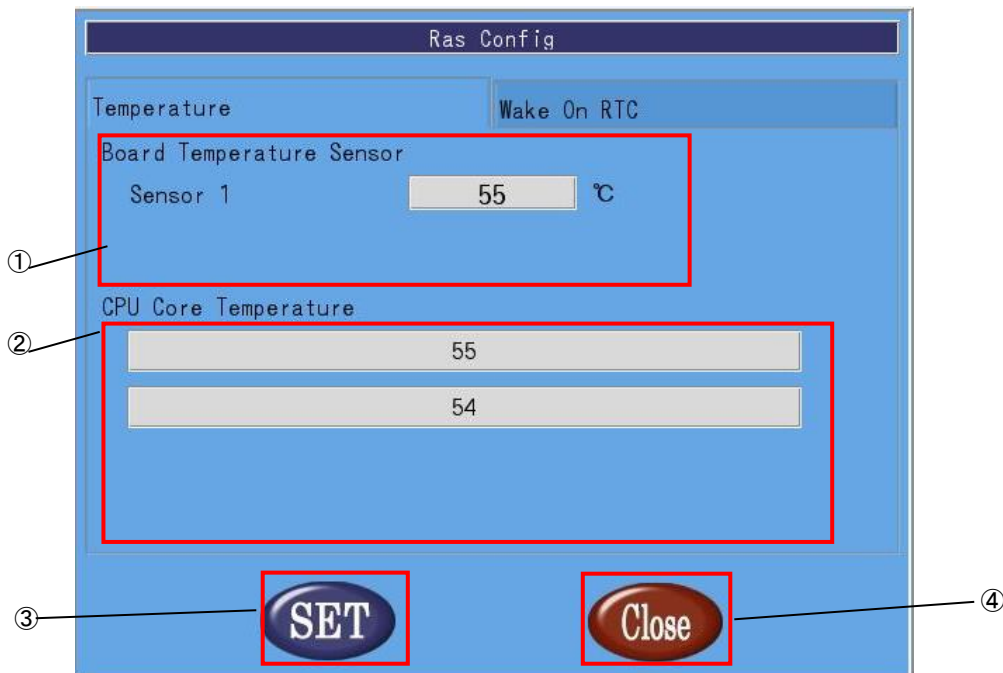 Ras Config
Temperature
Wake On RTC
Board Temperature Sensor
Sensor 1 55 ℃
①
CPU Core Temperature
②
55
54
③
SET
Close
④